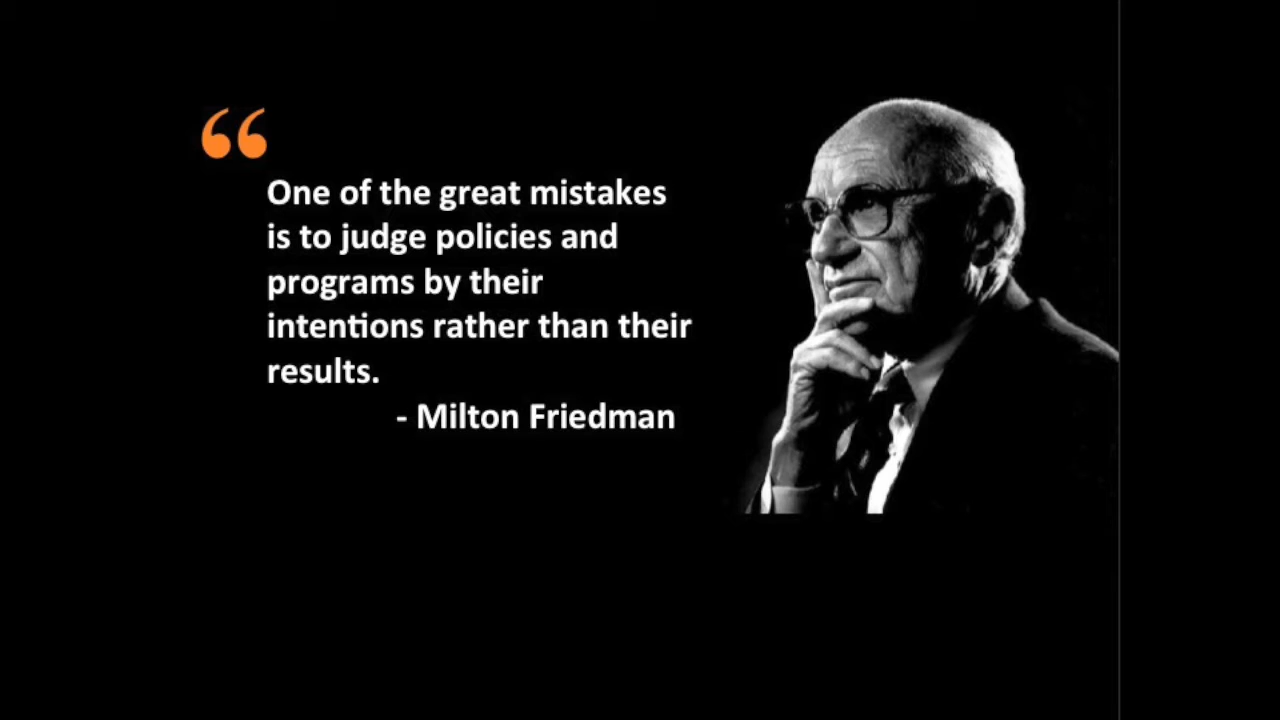 “
One of the great mistakes
is to judge policies and
programs by their
intentions rather than their
results.
- Milton Friedman